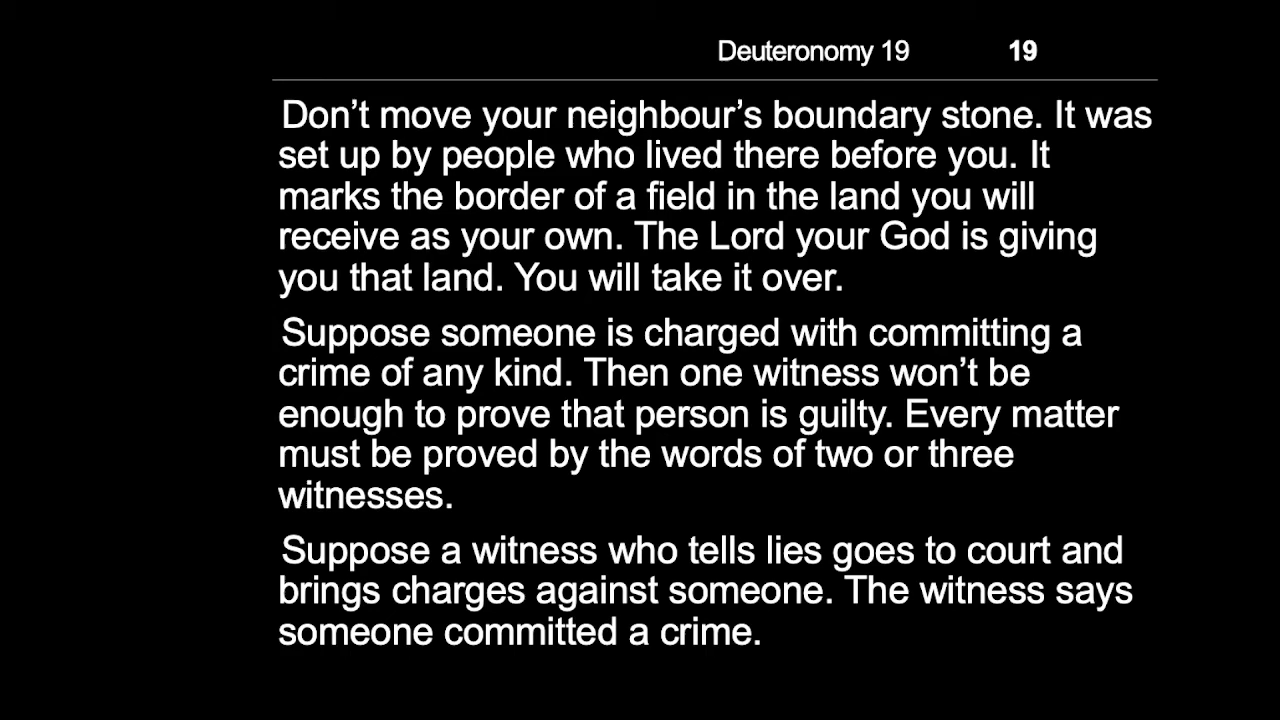 Deuteronomy 19 19
Don’t move your neighbour’s boundary stone. It was
set up by people who lived there before you. It
marks the border of a field in the land you will
receive as your own. The Lord your God is giving
you that land. You will take it over.
Suppose someone is charged with committing a
crime of any kind. Then one witness won’t be
enough to prove that person is guilty. Every matter
must be proved by the words of two or three
witnesses.
Suppose a witness who tells lies goes to court and
brings charges against someone. The witness says
someone committed a crime.